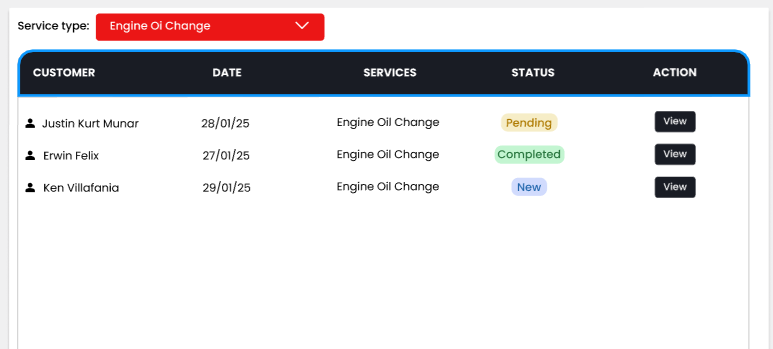 Service type: Engine Oi Change
CUSTOMER DATE SERVICES STATUS ACTION
Justin Kurt Munar 28/01/25 Engine Oil Change Pending View
Erwin Felix 27/01/25 Engine Oil Change Completed View
Ken Villafania 29/01/25 Engine Oil Change New View